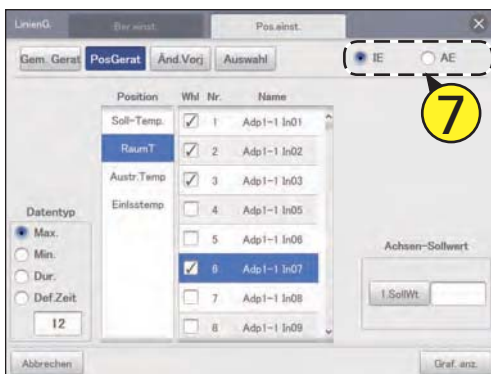 LinienG. Ber.einst. Pos.einst.
Gem. Gerat PosGerat Änd.Vorj Auswahl IE AE
7
Position Whl Nr. Name
Soll-Temp. 1 Adp1-1 In01
RaumT 2 Adp1-1 In02
Austr.Temp 3 Adp1-1 In03
Einlsstemp 4 Adp1-1 In05
5 Adp1-1 In06
6 Adp1-1 In07
7 Adp1-1 In08
8 Adp1-1 In09
Datentyp
Max.
Min.
Dur.
Def.Zeit
12
Achsen-Sollwert
1.SollWt.
Abbrechen Graf. anz.